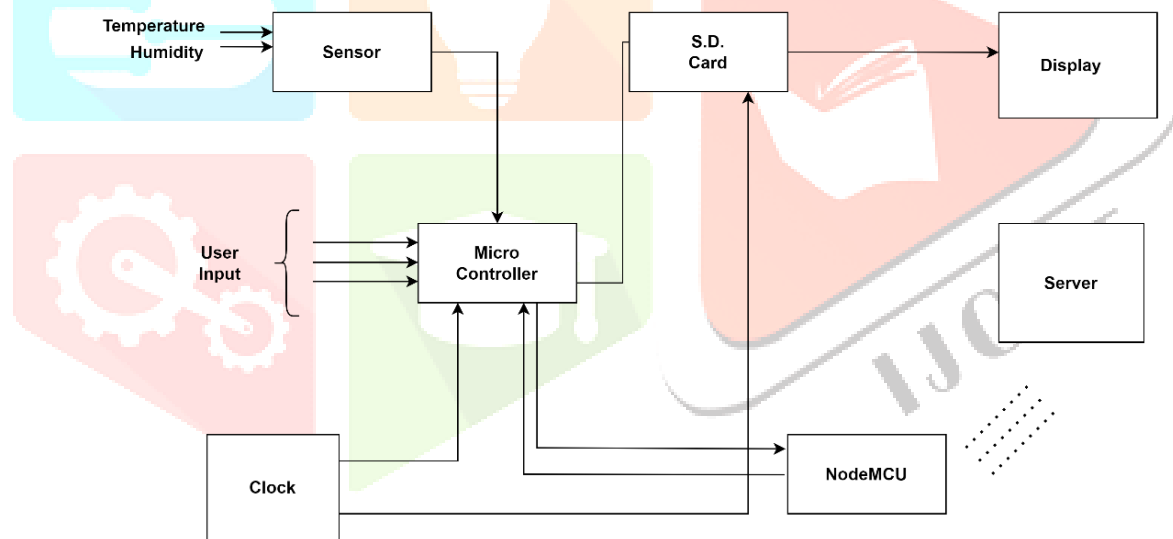 Temperature
Humidity
Sensor
S.D.
Card
Display
User
Input
Micro
Controller
Server
Clock
NodeMCU